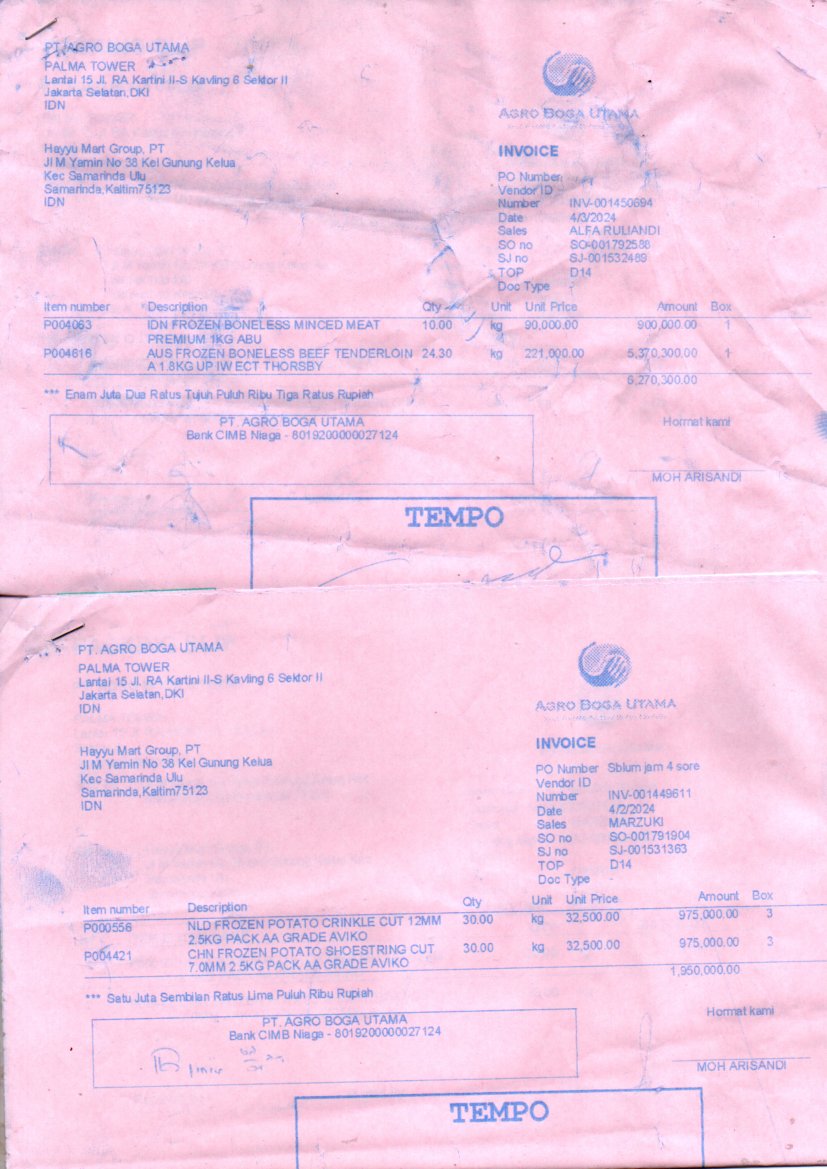 PT. AGRO BOGA UTAMA
PALMA TOWER
Lantai 15 Jl. RA Kartini II-S Kavling 6 Sektor II
Jakarta Selatan,DKI
IDN
AGRO BOGA UTAMA
Hayyu Mart Group, PT
Jl M Yamin No 38 Kel Gunung Kelua
Kec Samarinda Ulu
Samarinda,Kaltim75123
IDN
INVOICE
PO Number
Vendor ID
Number INV-001450694
Date 4/3/2024
Sales ALFA RULIANDI
SO no SO-001792588
SJ no SJ-001532489
TOP D14
Doc Type
Item number Description Qty Unit Unit Price Amount Box
P004063 IDN FROZEN BONELESS MINCED MEAT 10.00 kg 90,000.00 900,000.00 1
PREMIUM 1KG ABU
P004616 AUS FROZEN BONELESS BEEF TENDERLOIN 24.30 kg 221,000.00 5,370,300.00 1
A 1.8KG UP IW ECT THORSBY
6,270,300.00
*** Enam Juta Dua Ratus Tujuh Puluh Ribu Tiga Ratus Rupiah
PT. AGRO BOGA UTAMA
Bank CIMB Niaga - 8019200000027124
Hormat kami
MOH ARISANDI
TEMPO
PT. AGRO BOGA UTAMA
PALMA TOWER
Lantai 15 Jl. RA Kartini II-S Kavling 6 Sektor II
Jakarta Selatan,DKI
IDN
AGRO BOGA UTAMA
Hayyu Mart Group, PT
Jl M Yamin No 38 Kel Gunung Kelua
Kec Samarinda Ulu
Samarinda,Kaltim75123
IDN
INVOICE
PO Number Sblum jam 4 sore
Vendor ID
Number INV-001449611
Date 4/2/2024
Sales MARZUKI
SO no SO-001791904
SJ no SJ-001531363
TOP D14
Doc Type
Item number Description Qty Unit Unit Price Amount Box
P000556 NLD FROZEN POTATO CRINKLE CUT 12MM 30.00 kg 32,500.00 975,000.00 3
2.5KG PACK AA GRADE AVIKO
P004421 CHN FROZEN POTATO SHOESTRING CUT 30.00 kg 32,500.00 975,000.00 3
7.0MM 2.5KG PACK AA GRADE AVIKO
1,950,000.00
*** Satu Juta Sembilan Ratus Lima Puluh Ribu Rupiah
PT. AGRO BOGA UTAMA
Bank CIMB Niaga - 8019200000027124
Hormat kami
MOH ARISANDI
TEMPO